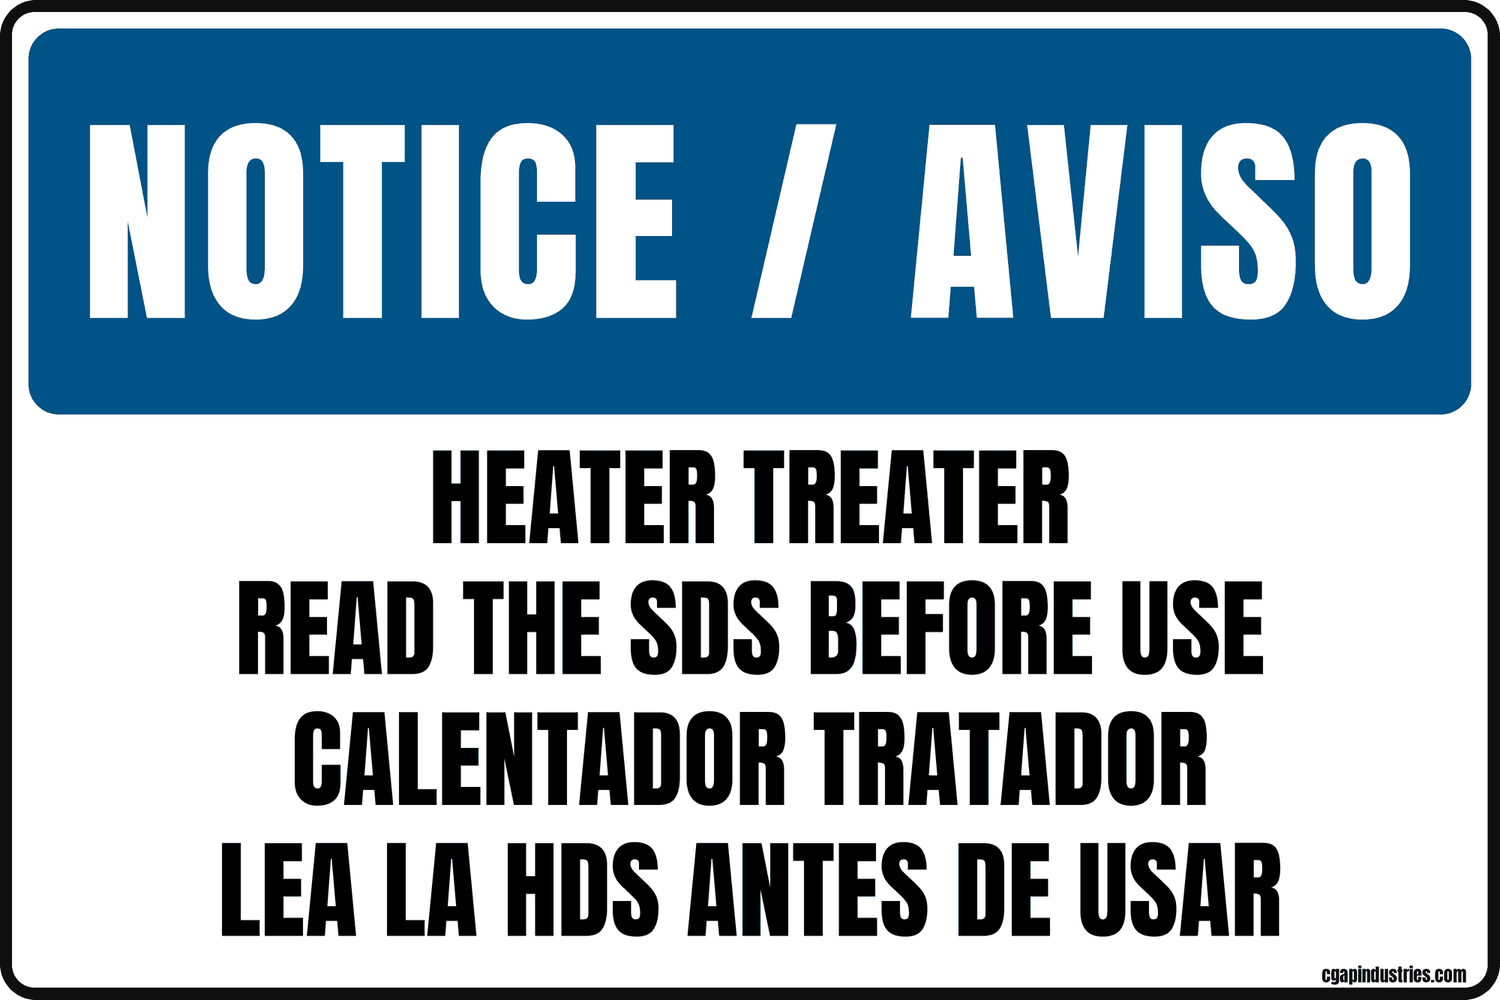 NOTICE / AVISO
HEATER TREATER
READ THE SDS BEFORE USE
CALENTADOR TRATADOR
LEA LA HDS ANTES DE USAR
cgapindustries.com